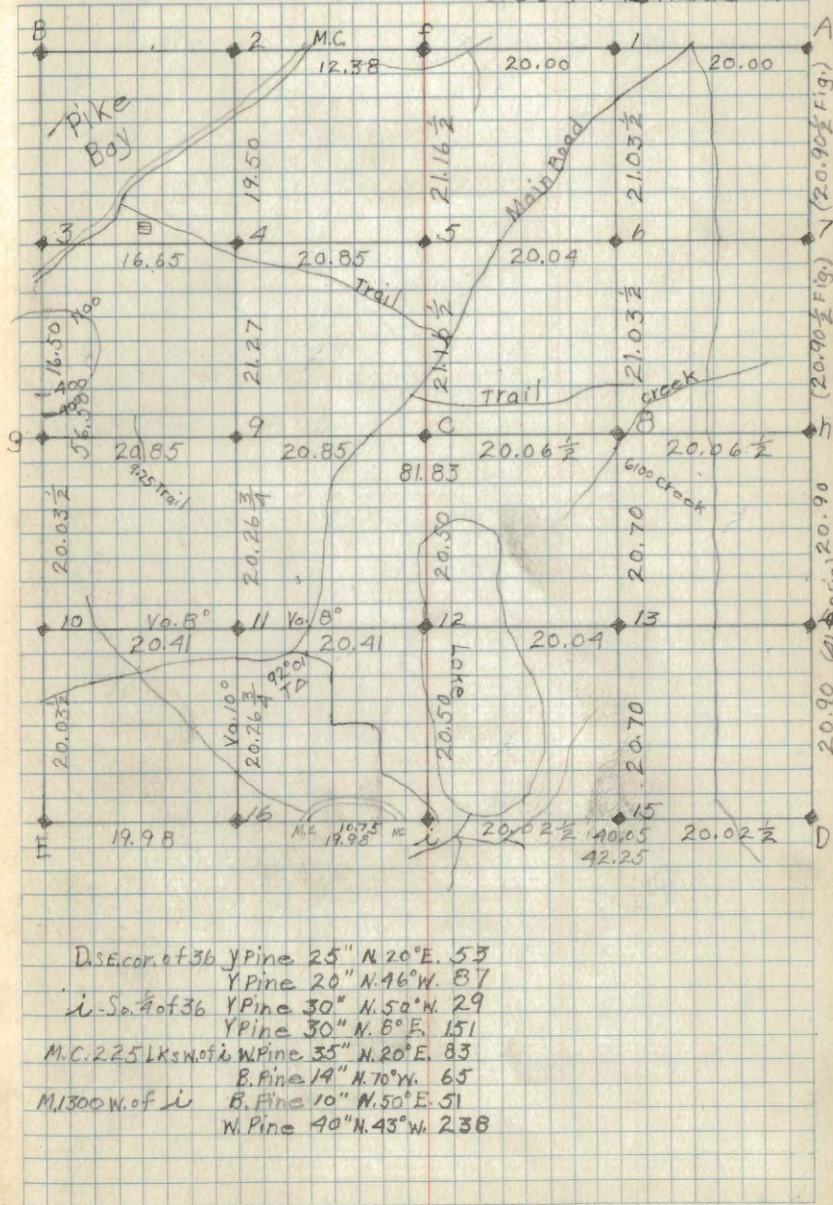 B 2 M.C. f 1 A
12.38 20.00 20.00
Pike
Bay
19.50 21.16 1/2 Main Road 21.03 1/2 (20.90 1/2 Fig.)
3 4 5 6 7
16.65 20.85 20.04
Trail
16.50 21.27 21.16 1/2 21.03 1/2 (20.90 1/2 Fig.)
Trail creek
56.58
9 C 8 h
20.85 20.85 81.83 20.06 1/2 20.06 1/2
9.25 Trail 6100 creek
20.03 1/2 20.26 3/4 20.50 20.70 20.90
10 Va. 8° 11 Va. 8° 12 13
20.41 20.41 20.04
92°01'
Lake
20.03 1/2 Va. 10° 20.26 3/4 20.50 20.70 20.90
E 16 M.C. 10.75 MC i 15 D
19.98 19.98 20.02 1/2 40.05 20.02 1/2
42.25
D. S.E. cor. of 36 Y Pine 25" N. 20° E. 53
Y Pine 20" N. 46° W. 87
i - So. 1/4 of 36 Y Pine 30" N. 50° W. 29
Y Pine 30" N. 8° E. 151
M.C. 225 Lks w. of i W. Pine 35" N. 20° E. 83
B. Pine 14" N. 70° W. 65
M. 1300 W. of i B. Pine 10" N. 50° E. 51
W. Pine 40" N. 43° W. 238